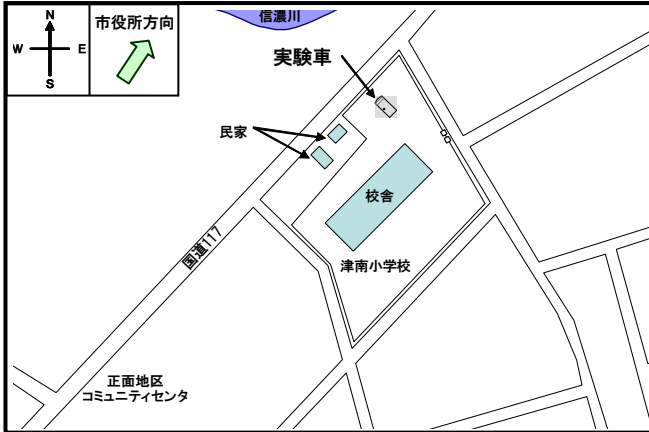 N
W
E
S
市役所方向
信濃川
実験車
民家
校舎
津南小学校
国道117
正面地区
コミュニティセンタ